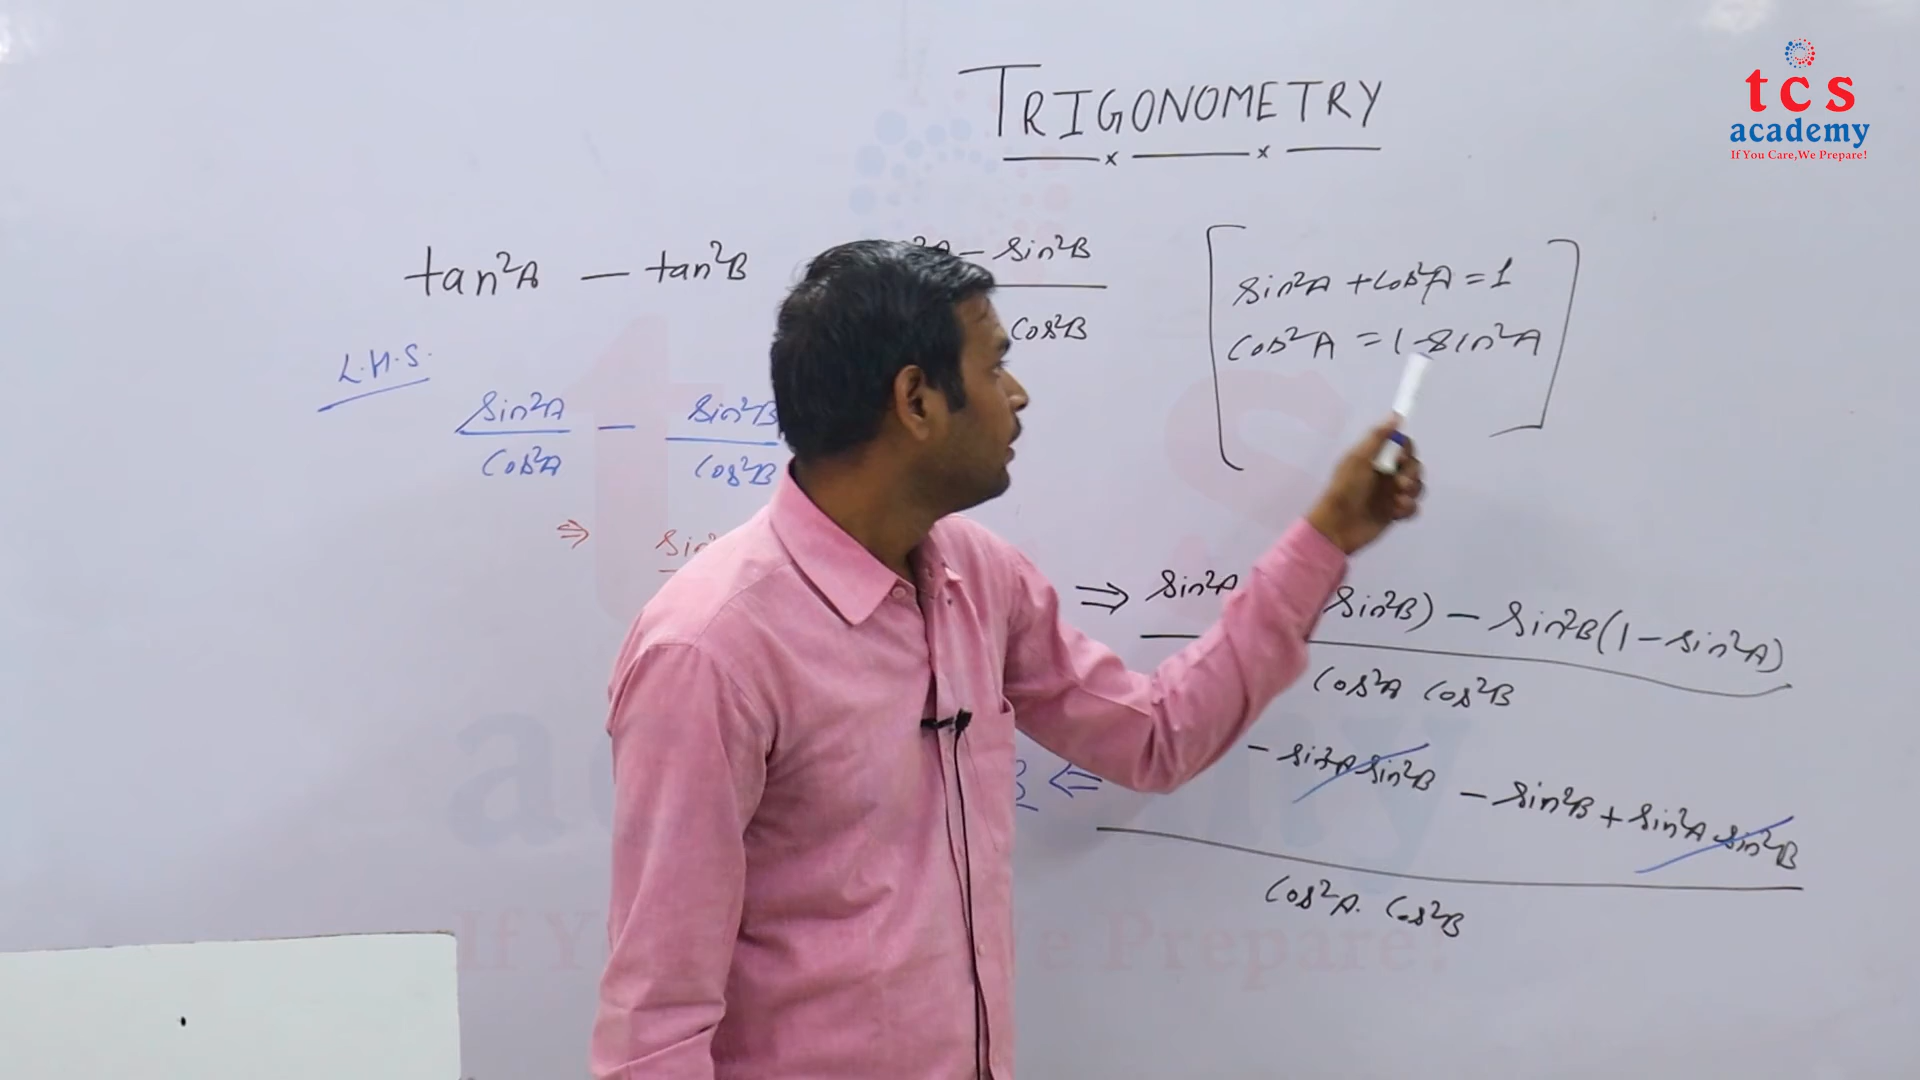 TRIGONOMETRY
tcs
academy
If You Care,We Prepare!
tan²A — tan²B — sin²B
cos²B
sin²A + cos²A = 1
cos²A = 1 - sin²A
L.H.S.
sin²A — sin²B
cos²A cos²B
⇒ sin
⇒ sin²A sin²B) — sin²B(1 — sin²A)
cos²A cos²B
⇐ - sin²A sin²B — sin²B + sin²A sin²B
cos²A. cos²B